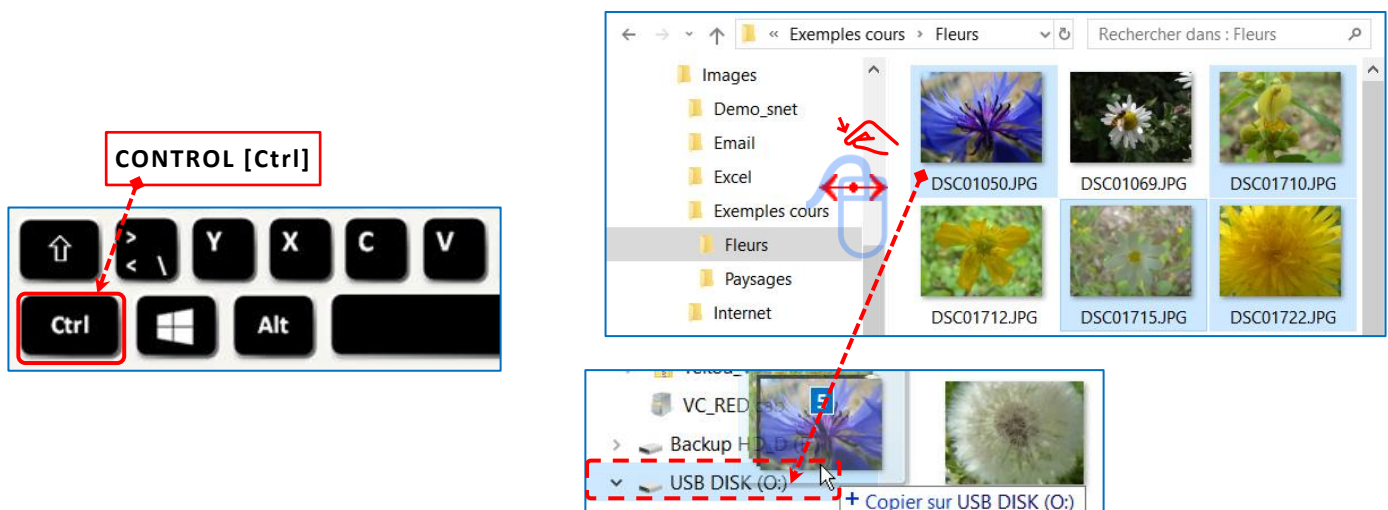 « Exemples cours › Fleurs
Rechercher dans : Fleurs
Images
Demo_snet
Email
Excel
Exemples cours
Fleurs
Paysages
Internet
DSC01050.JPG DSC01069.JPG DSC01710.JPG
DSC01712.JPG DSC01715.JPG DSC01722.JPG
CONTROL [Ctrl]
> < \ Y X C V
Ctrl Alt
VC_RED
5
Backup HD_D
USB DISK (O:)
+ Copier sur USB DISK (O:)